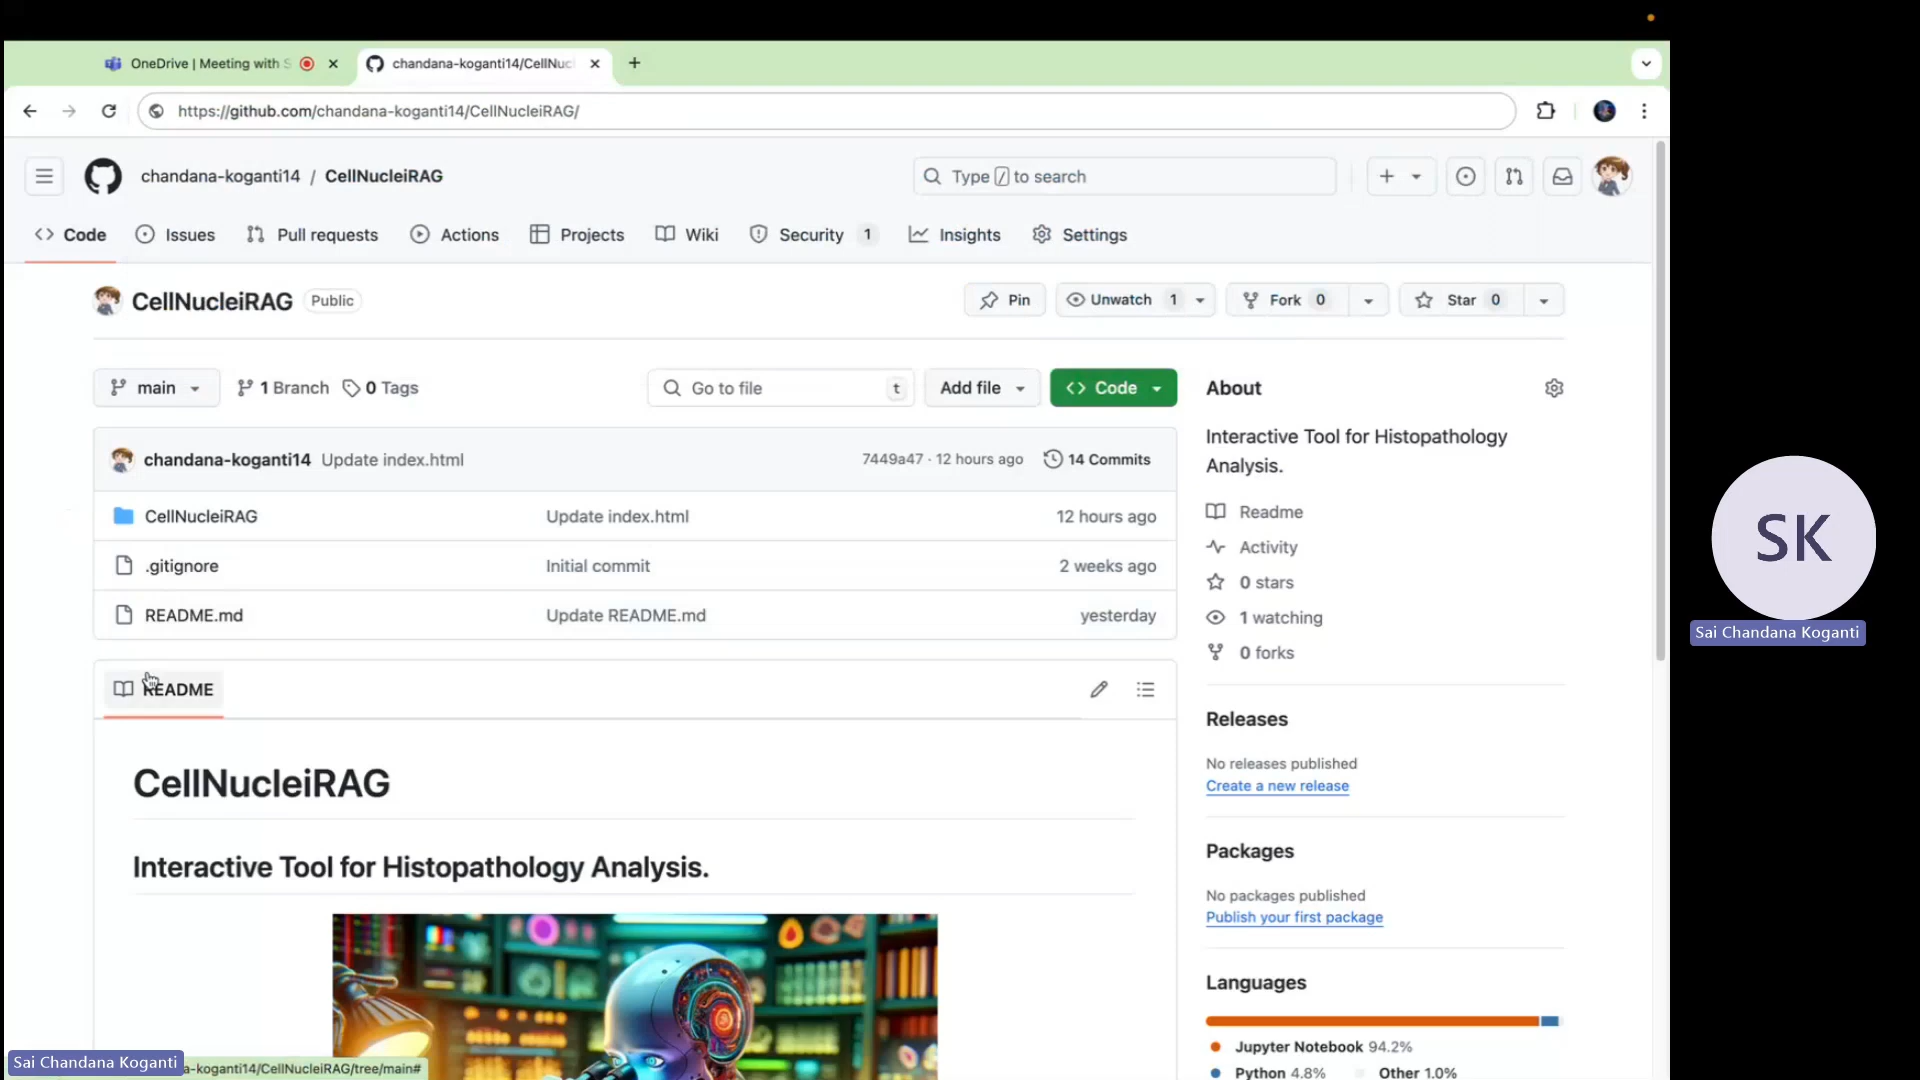 OneDrive | Meeting with S
chandana-koganti14/CellNucl
https://github.com/chandana-koganti14/CellNucleiRAG/
chandana-koganti14 / CellNucleiRAG
Type / to search
Code
Issues
Pull requests
Actions
Projects
Wiki
Security 1
Insights
Settings
CellNucleiRAG Public
Pin
Unwatch 1
Fork 0
Star 0
main
1 Branch
0 Tags
Go to file t
Add file
Code
chandana-koganti14 Update index.html 7449a47 · 12 hours ago 14 Commits
CellNucleiRAG Update index.html 12 hours ago
.gitignore Initial commit 2 weeks ago
README.md Update README.md yesterday
README
CellNucleiRAG
Interactive Tool for Histopathology Analysis.
About
Interactive Tool for Histopathology
Analysis.
Readme
Activity
0 stars
1 watching
0 forks
Releases
No releases published
Create a new release
Packages
No packages published
Publish your first package
Languages
Jupyter Notebook 94.2%
Python 4.8% Other 1.0%
SK
Sai Chandana Koganti
Sai Chandana Koganti
a-koganti14/CellNucleiRAG/tree/main#